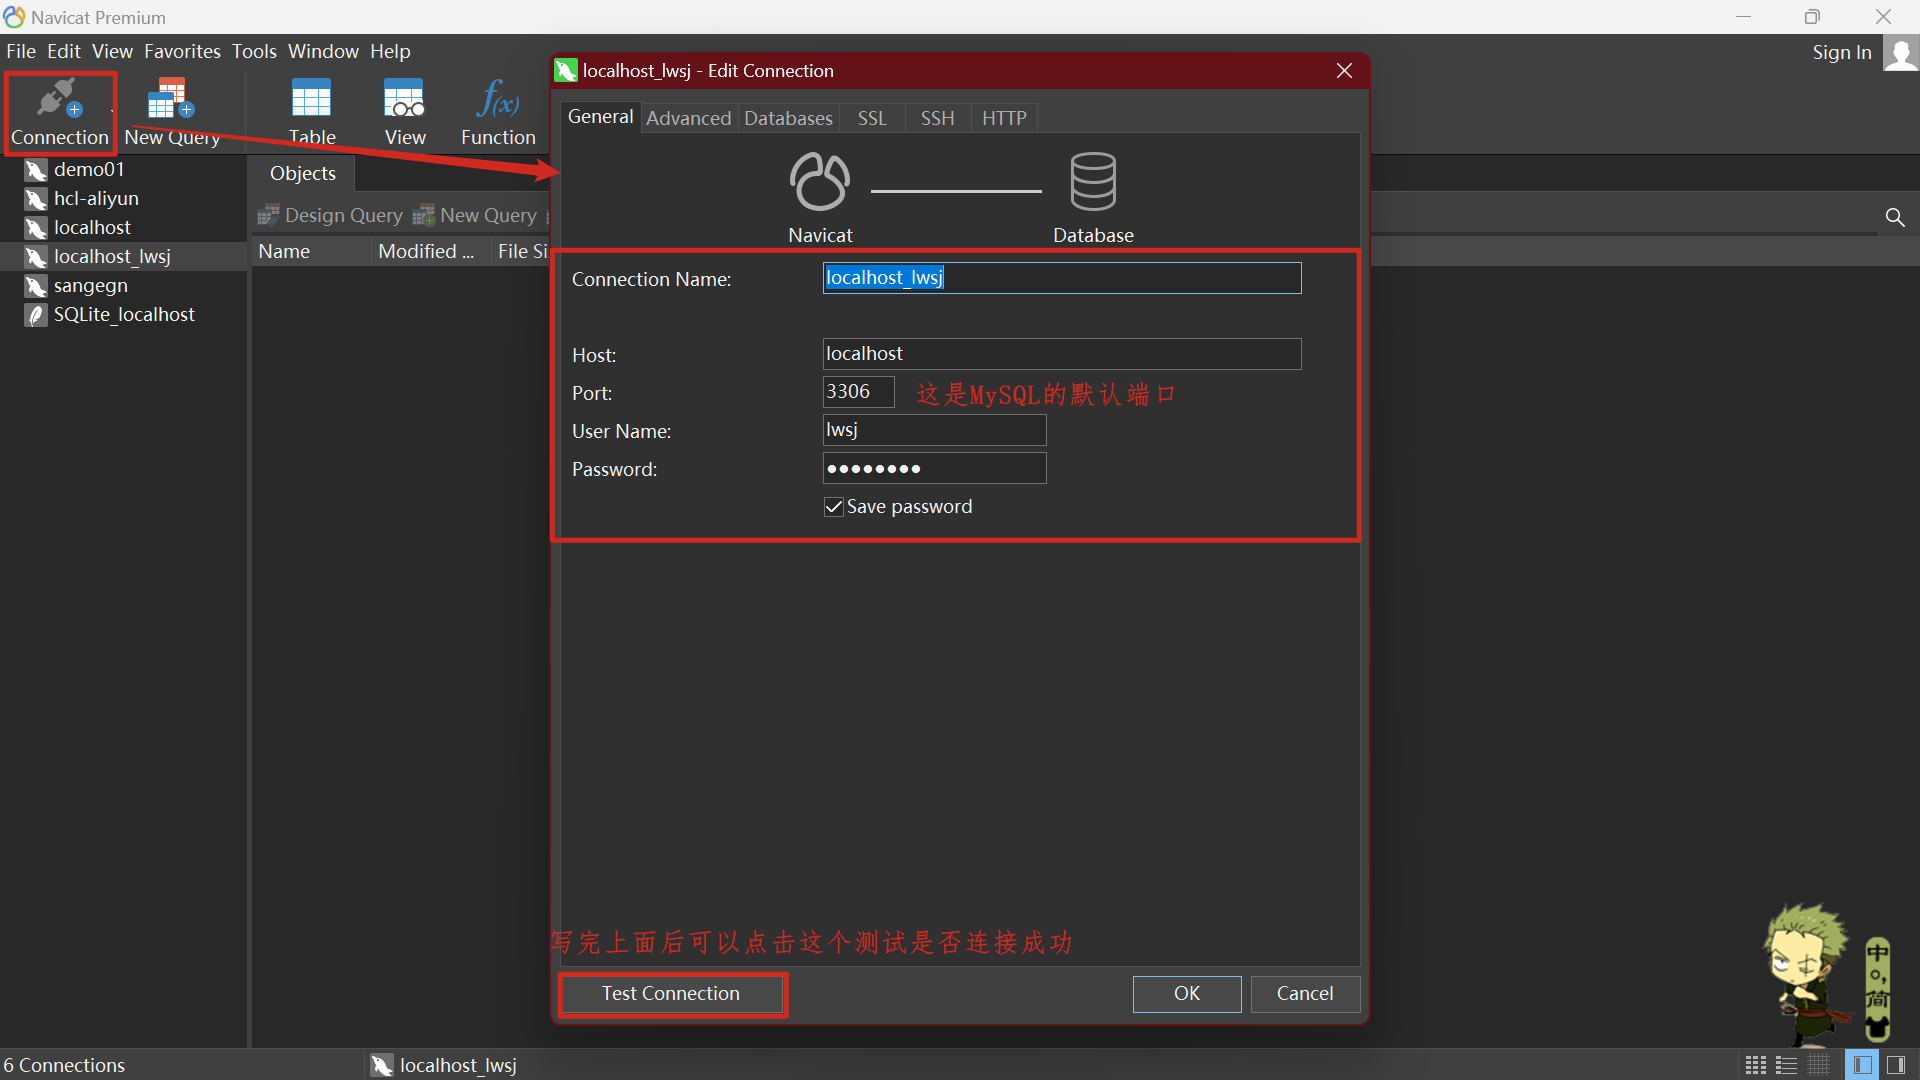 Navicat Premium
File Edit View Favorites Tools Window Help
Sign In
Connection New Query Table View Function
demo01
hcl-aliyun
localhost
localhost_lwsj
sangegn
SQLite_localhost
Objects
Design Query New Query
Name Modified ... File Si
localhost_lwsj - Edit Connection
General Advanced Databases SSL SSH HTTP
Navicat Database
Connection Name: localhost_lwsj
Host: localhost
Port: 3306 这是MySQL的默认端口
User Name: lwsj
Password: ●●●●●●●●
Save password
写完上面后可以点击这个测试是否连接成功
Test Connection OK Cancel
中
简
6 Connections localhost_lwsj